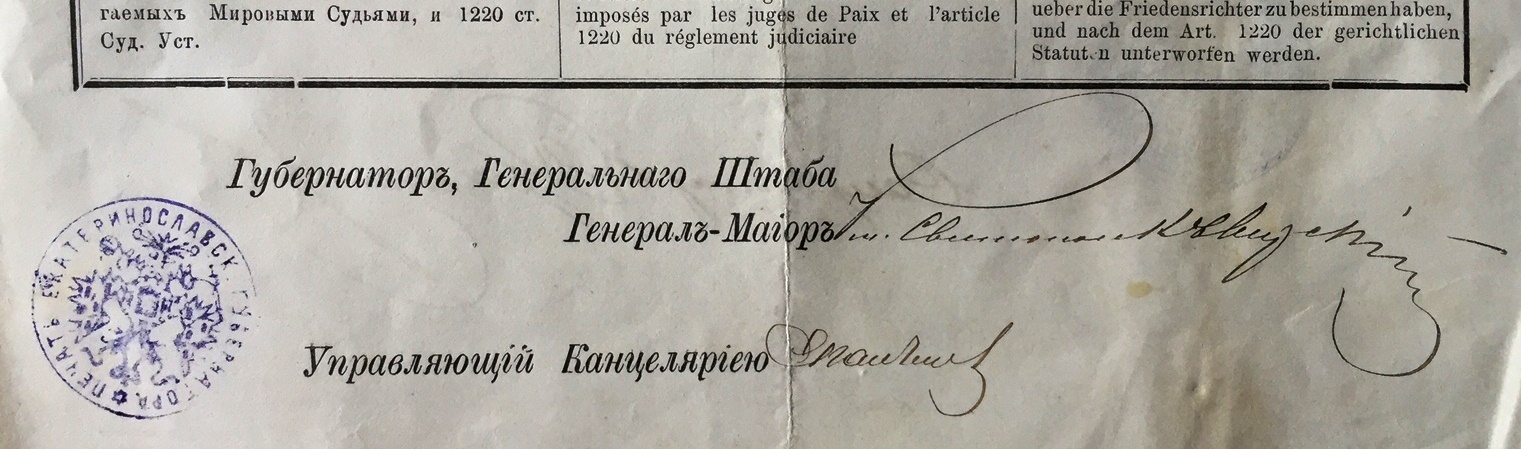 гаемыхъ Мировыми Судьями, и 1220 ст.
Суд. Уст.
imposés par les juges de Paix et l'article
1220 du réglement judiciaire
ueber die Friedensrichter zu bestimmen haben,
und nach dem Art. 1220 der gerichtlichen
Statuten unterworfen werden.
Губернаторъ, Генеральнаго Штаба
Генералъ-Маіоръ
Управляющій Канцеляріею
ПЕЧАТЬ ЕКАТЕРИНОСЛАВСК. ГУБЕРНАТОРА